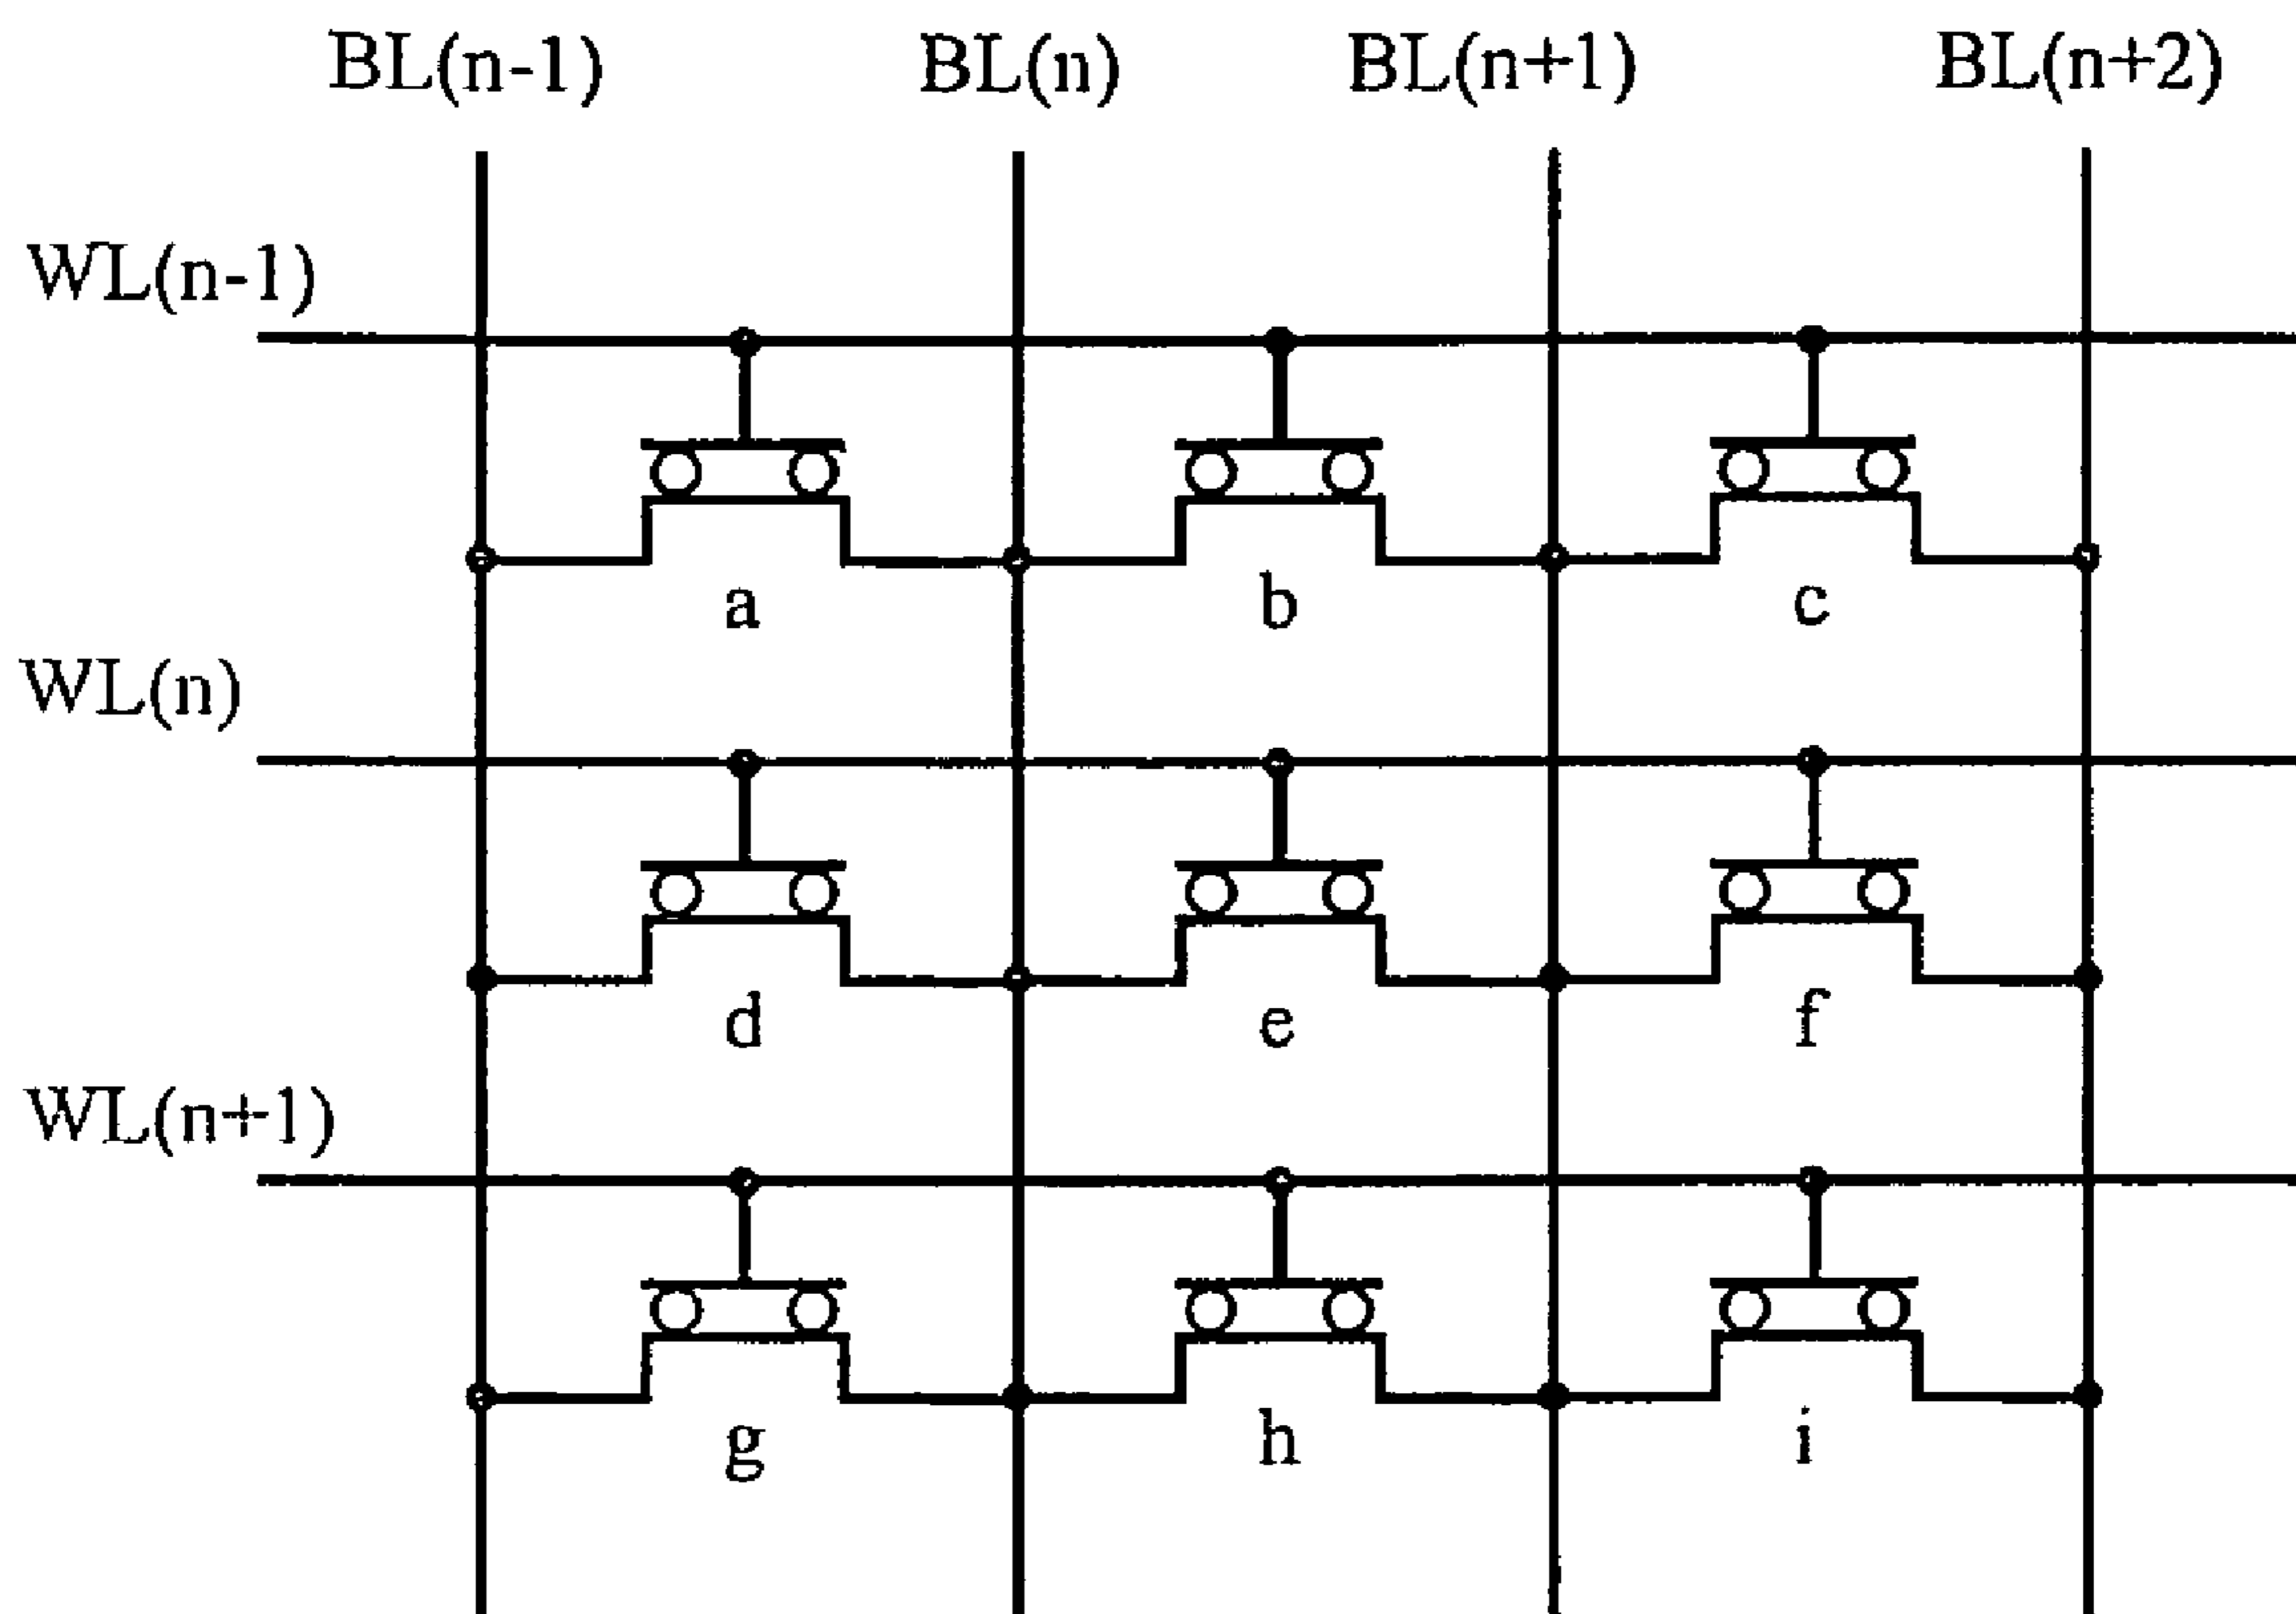 BL(n-1) BL(n) BL(n+1) BL(n+2)
WL(n-1)
a b c
WL(n)
d e f
WL(n+1)
g h i